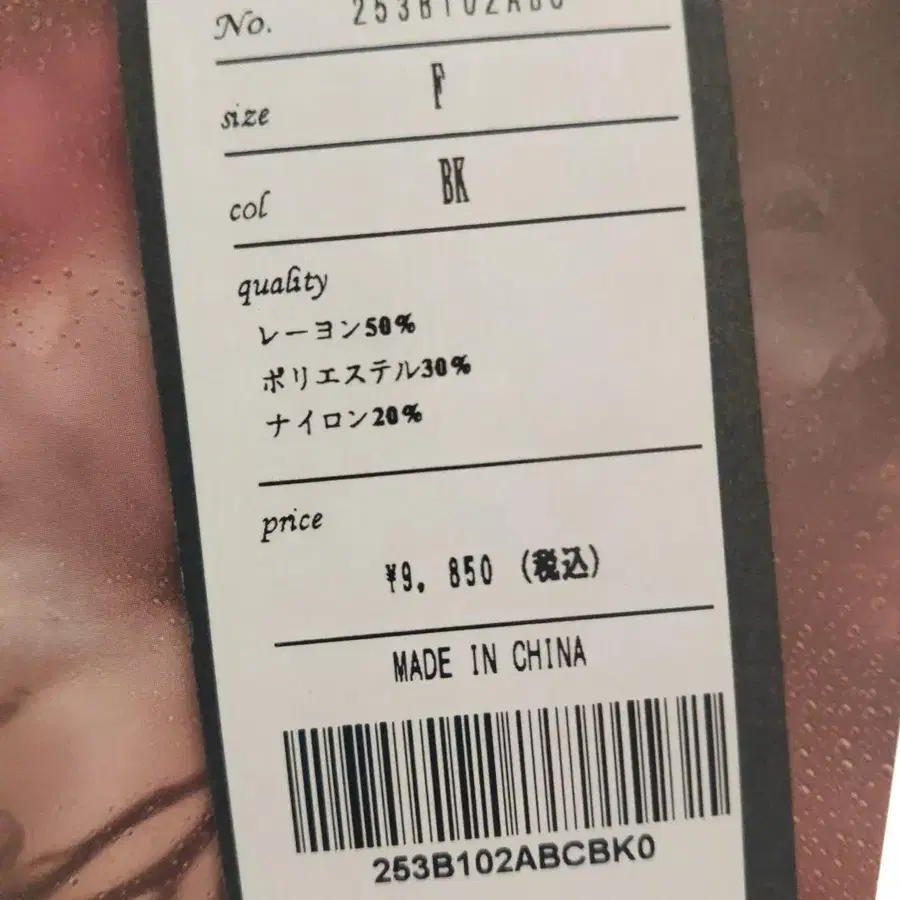 No. 253B102ABC
size F
col BK
quality
レーヨン50%
ポリエステル30%
ナイロン20%
price
¥9,850 (税込)
MADE IN CHINA
253B102ABCBK0